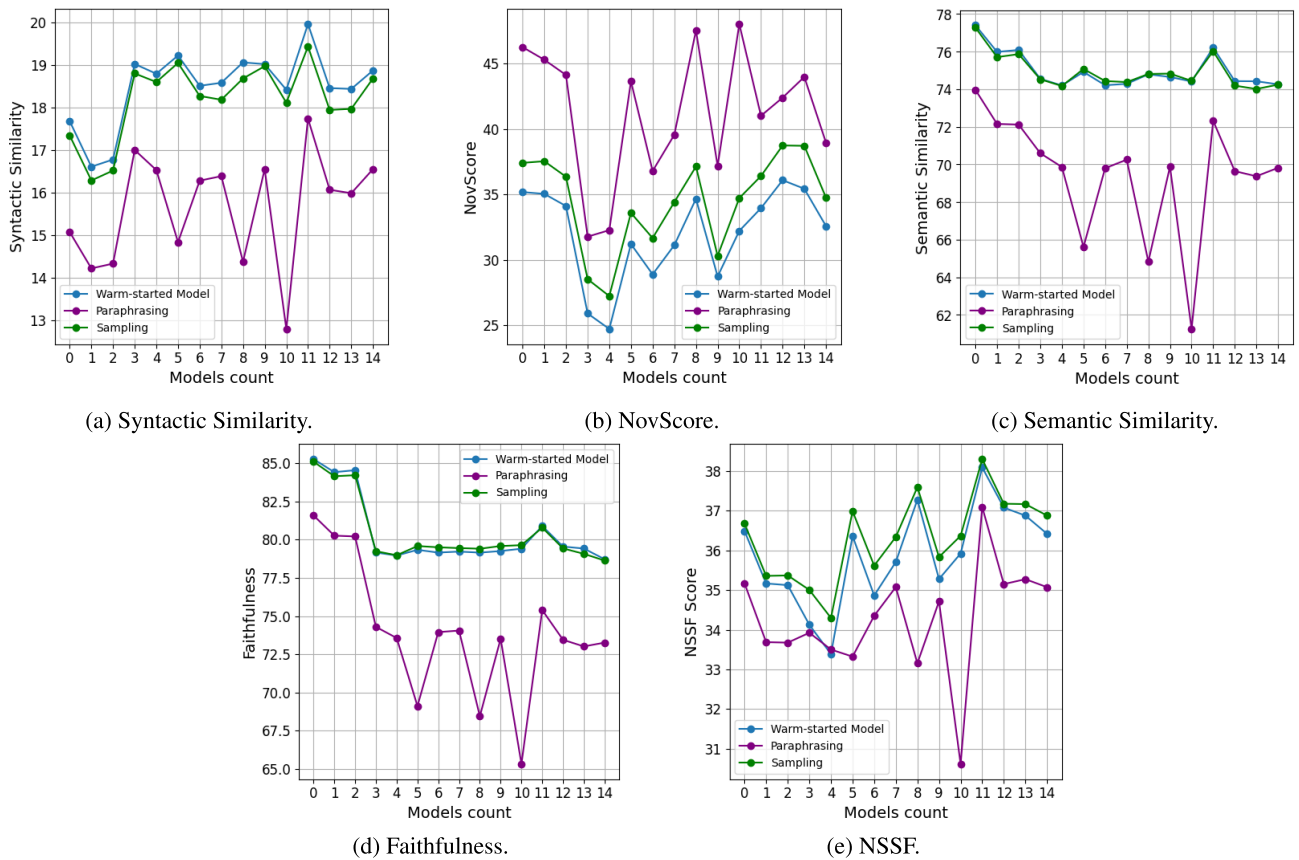 20
19
18
17
16
15
14
13
Syntactic Similarity
Warm-started Model
Paraphrasing
Sampling
0 1 2 3 4 5 6 7 8 9 10 11 12 13 14
Models count
(a) Syntactic Similarity.
45
40
35
30
25
NovScore
Warm-started Model
Paraphrasing
Sampling
0 1 2 3 4 5 6 7 8 9 10 11 12 13 14
Models count
(b) NovScore.
78
76
74
72
70
68
66
64
62
Semantic Similarity
Warm-started Model
Paraphrasing
Sampling
0 1 2 3 4 5 6 7 8 9 10 11 12 13 14
Models count
(c) Semantic Similarity.
85.0
82.5
80.0
77.5
75.0
72.5
70.0
67.5
65.0
Faithfulness
Warm-started Model
Paraphrasing
Sampling
0 1 2 3 4 5 6 7 8 9 10 11 12 13 14
Models count
(d) Faithfulness.
38
37
36
35
34
33
32
31
NSSF Score
Warm-started Model
Paraphrasing
Sampling
0 1 2 3 4 5 6 7 8 9 10 11 12 13 14
Models count
(e) NSSF.